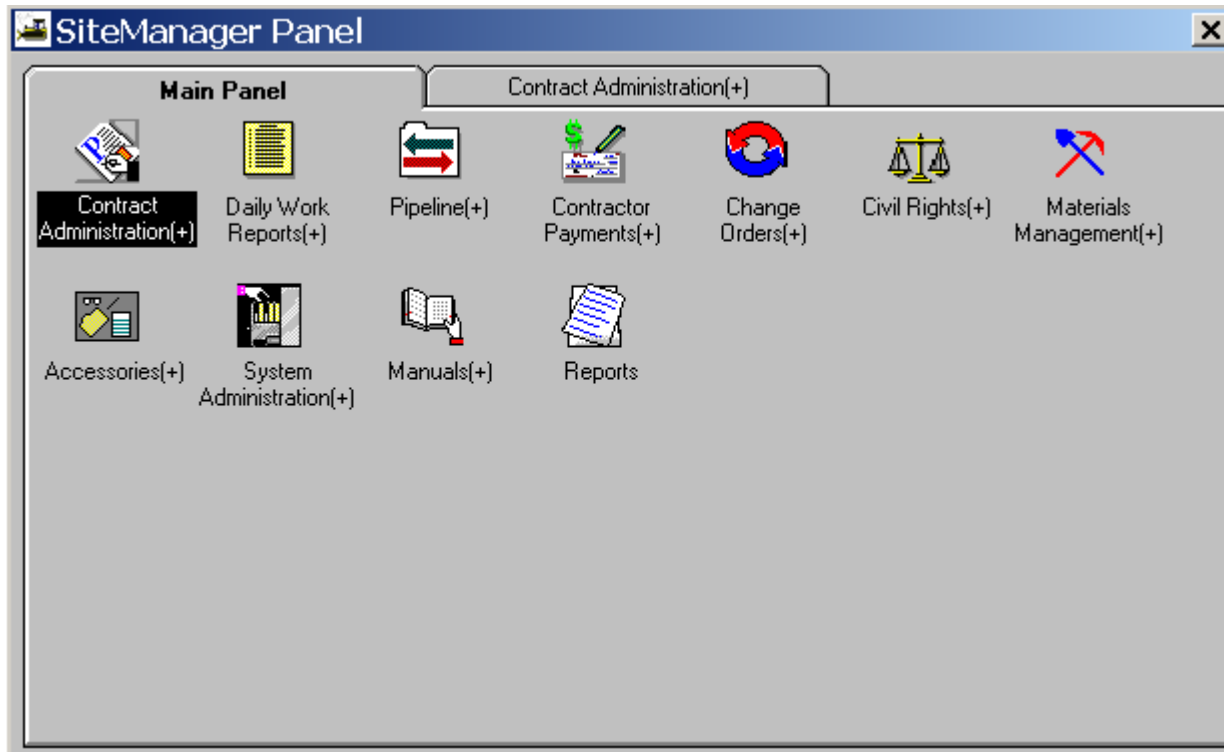 SiteManager Panel
Main Panel
Contract Administration(+)
Contract
Administration(+)
Daily Work
Reports(+)
Pipeline(+)
Contractor
Payments(+)
Change
Orders(+)
Civil Rights(+)
Materials
Management(+)
Accessories(+)
System
Administration(+)
Manuals(+)
Reports